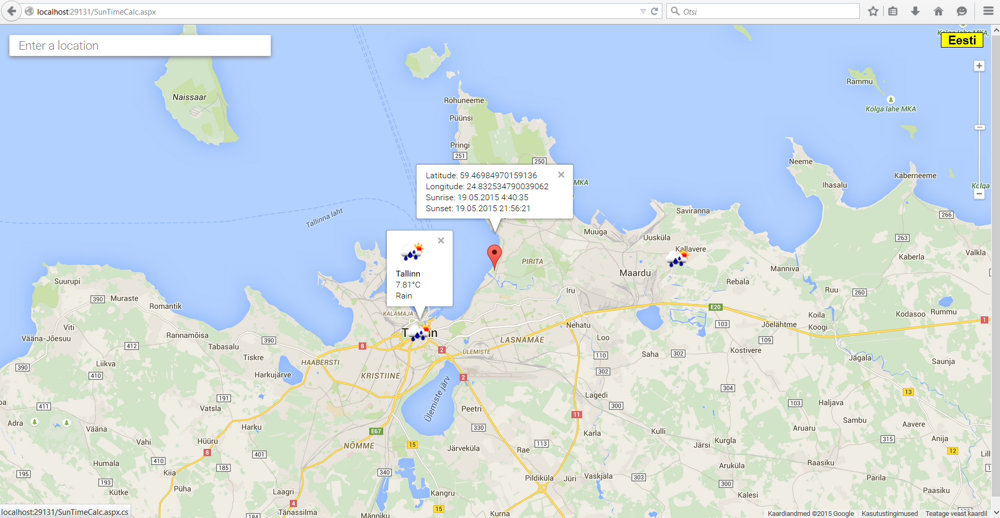 localhost:29131/SunTimeCalc.aspx
Otsi
Enter a location
Eesti
Naissaar
Rohuneeme
Püünsi
Pringi
251
250
Rammu
Kolga lahe MKA
Neeme
Kaberneeme
Ihasalu
Kolga
MKA
Latitude: 59.46984970159136
Longitude: 24.832534790039062
Sunrise: 19.05.2015 4:40:35
Sunset: 19.05.2015 21:56:21
Tallinna laht
Saviranna
266
Muuga
Uusküla
263
Kallavere
Kaberla
Valkla
PIRITA
Maardu
Manniva
Tallinn
7.81°C
Rain
Suurupi
Rebala
Iru
Ruu
260
390
Muraste
Romantik
KALAMAJA
E20
Koila
Kodasoo
Rummu
1
Viti
Nehatu
103
Jõelähtme
Koogi
Vääna-Jõesuu
Rannamõisa
390
LASNAMÄE
Loo
109
412
Tabasalu
8
2
ÜLEMISTE
110
Saha
302
Kostivere
Jägala
Saunja
390
Liikva
Tiskre
HAABERSTI
410
Harkujärve
KRISTIINE
2
302
Ülemiste järv
Lagedi
304
13
191
411
Vatsla
Peetri
300
103
Haljava
11
Sambu
Adra
Vääna
Harku
330
Karla
Kulli
Aruaru
Aavere
E67
Vahi
Hüüru
NÕMME
15
Järveküla
Rae
113
Järsi
Kurgla
315
Anija
8
401
12
Humala
410
185
Aruküla
Raasiku
195
193
Kiia
340
Pildiküla
Jüri
Vaskjala
303
300
Parila
Kütke
Püha
Laagri
Kangru
Kalesi
Paasiku
4
15
Tänassilma
Männiku
Kurna
184
localhost:29131/SunTimeCalc.aspx.cs
Kaardiandmed ©2015 Google
Kasutustingimused
Teatage veast kaardil